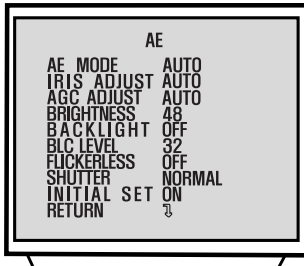 AE
AE MODE AUTO
IRIS ADJUST AUTO
AGC ADJUST AUTO
BRIGHTNESS 48
BACKLIGHT OFF
BLC LEVEL 32
FLICKERLESS OFF
SHUTTER NORMAL
INITIAL SET ON
RETURN ↴